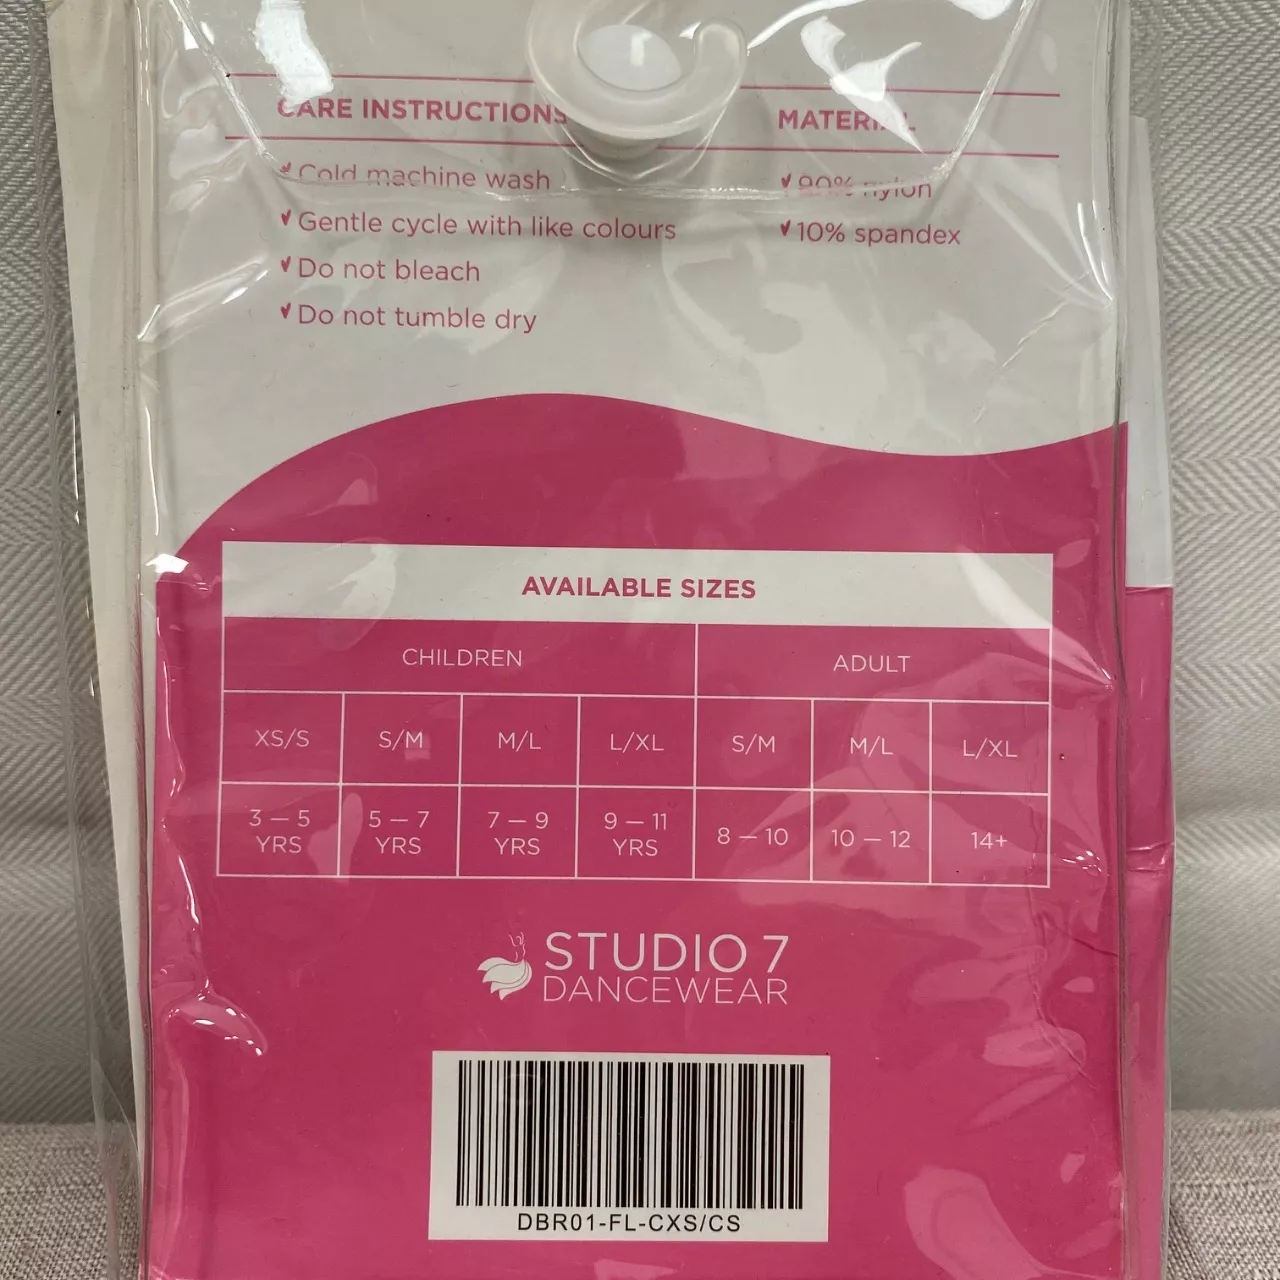 CARE INSTRUCTIONS
MATERIAL
Cold machine wash
Gentle cycle with like colours
Do not bleach
Do not tumble dry
90% nylon
10% spandex
AVAILABLE SIZES
CHILDREN
ADULT
XS/S S/M M/L L/XL S/M M/L L/XL
3 – 5 YRS
5 – 7 YRS
7 – 9 YRS
9 – 11 YRS
8 – 10
10 – 12
14+
STUDIO 7
DANCEWEAR
DBR01-FL-CXS/CS